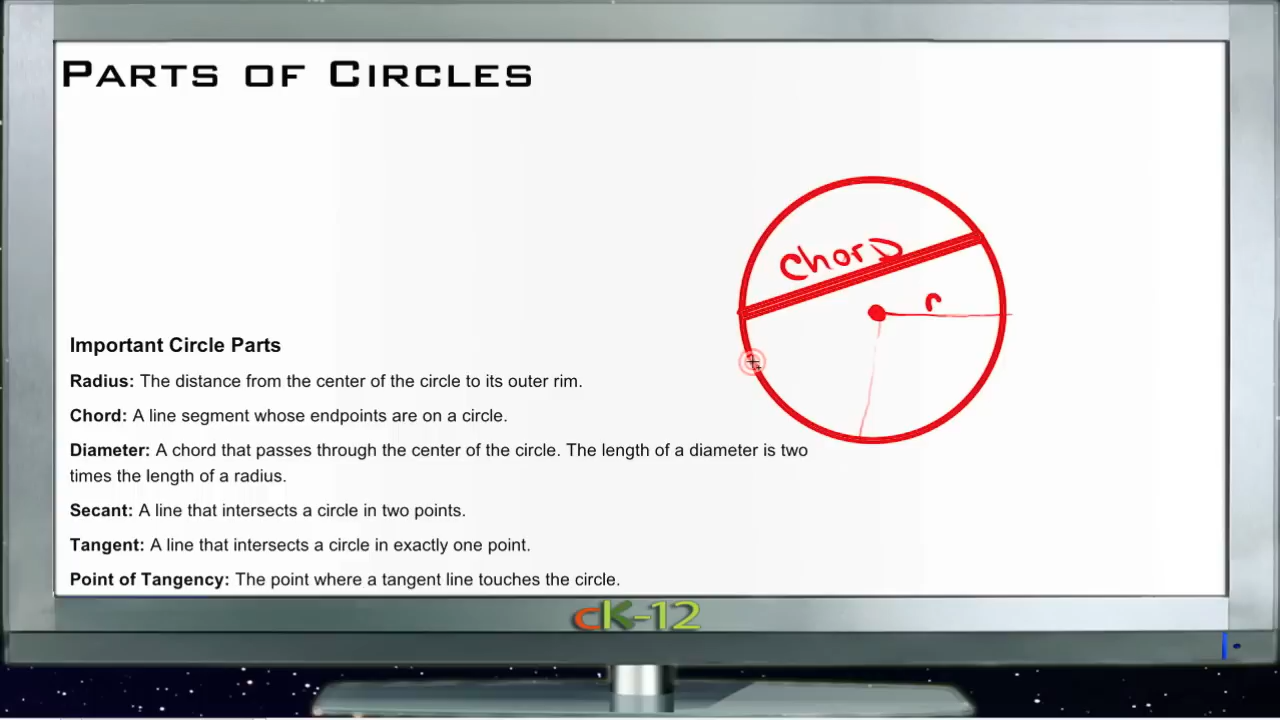 PARTS OF CIRCLES
chorD
r
Important Circle Parts
Radius: The distance from the center of the circle to its outer rim.
Chord: A line segment whose endpoints are on a circle.
Diameter: A chord that passes through the center of the circle. The length of a diameter is two
times the length of a radius.
Secant: A line that intersects a circle in two points.
Tangent: A line that intersects a circle in exactly one point.
Point of Tangency: The point where a tangent line touches the circle.
cK-12